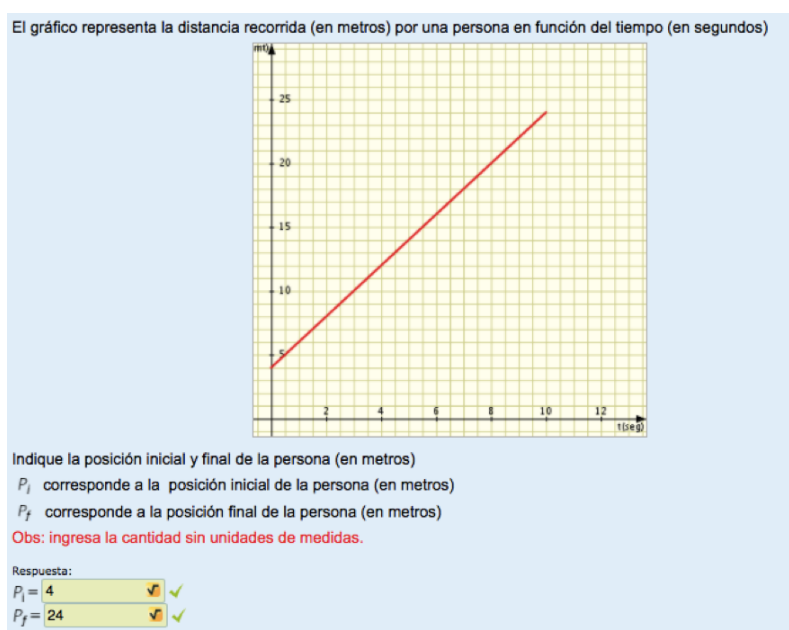 El gráfico representa la distancia recorrida (en metros) por una persona en función del tiempo (en segundos)
mt)
25
20
15
10
5
2 4 6 8 10 12
t(seg)
Indique la posición inicial y final de la persona (en metros)
Pi corresponde a la posición inicial de la persona (en metros)
Pf corresponde a la posición final de la persona (en metros)
Obs: ingresa la cantidad sin unidades de medidas.
Respuesta:
Pi = 4
Pf = 24